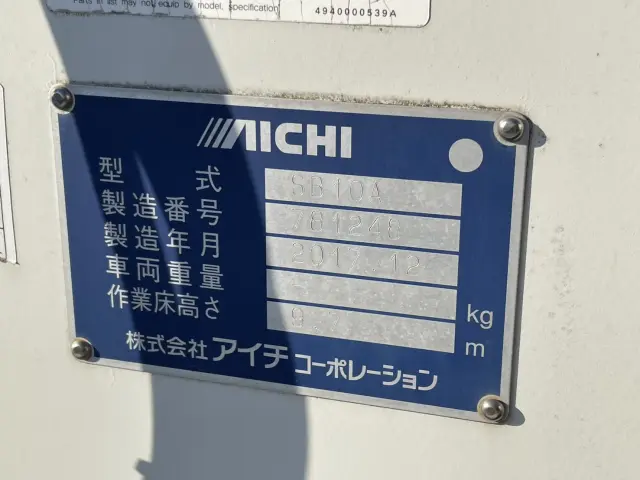 Parts in list may not equip by model, specification
4940000539A
AICHI
型式 SB10A
製造番号 781248
製造年月 2017.12
車両重量 - kg
作業床高さ 9 m
株式会社アイチコーポレーション